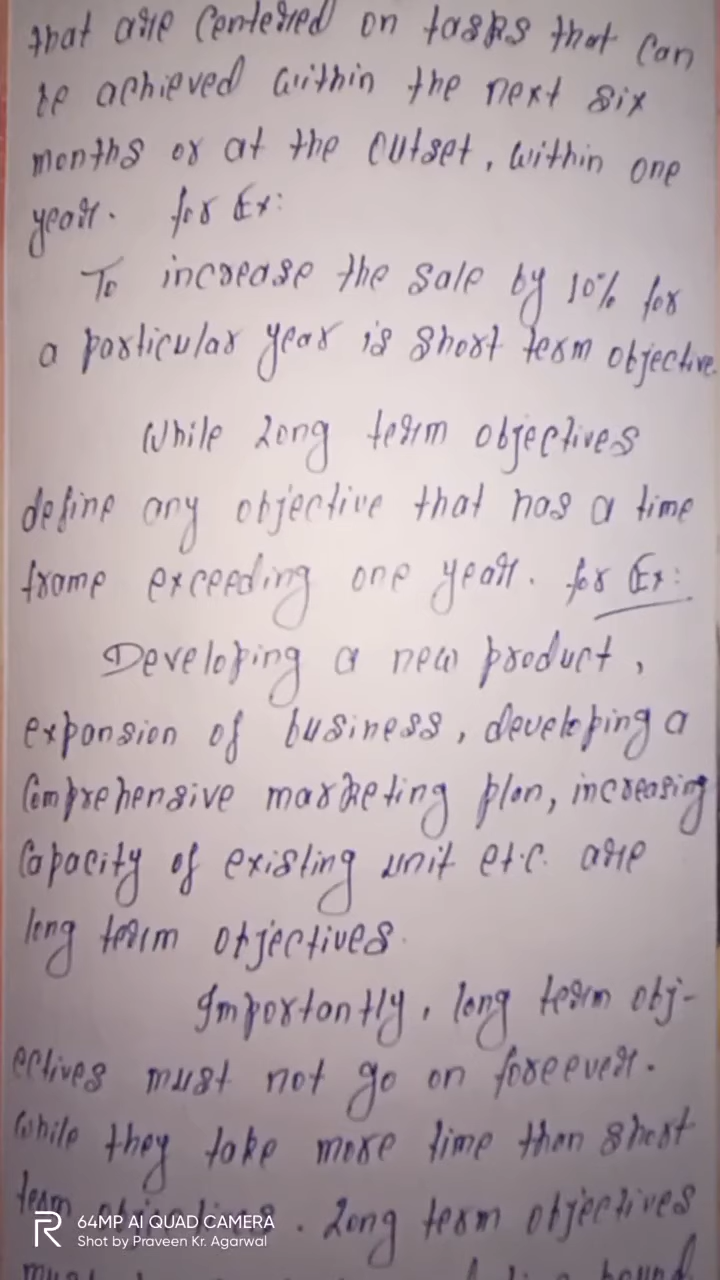 that are centered on tasks that can
be achieved within the next six
months or at the outset, within one
year. for Ex:
To increase the sale by 10% for
a particular year is short term objective.
While Long term objectives
define any objective that has a time
frame exceeding one year. for Ex:
Developing a new product,
expansion of business, developing a
Comprehensive marketing plan, increasing
Capacity of existing unit et.c. are
long term objectives.
Importantly, long term obj-
ectives must not go on foreever.
While they take more time than short
term objectives. Long term objectives
must bound
64MP AI QUAD CAMERA
Shot by Praveen Kr. Agarwal